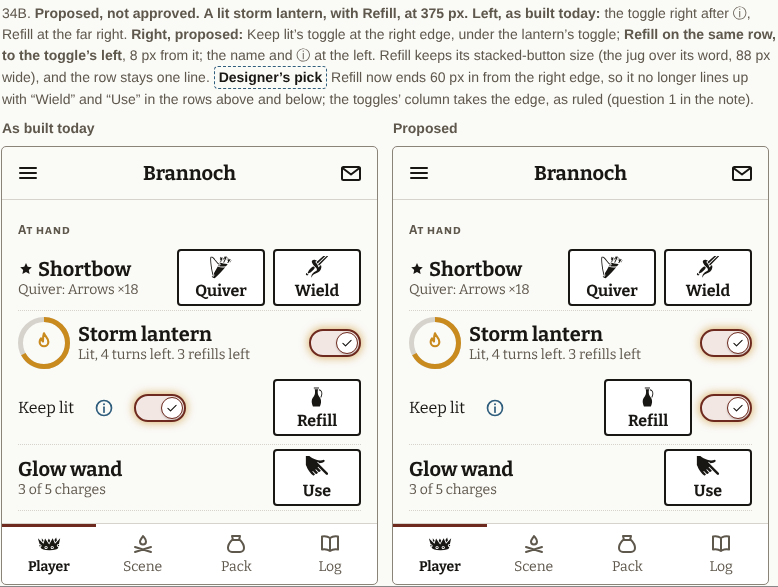 34B. Proposed, not approved. A lit storm lantern, with Refill, at 375 px. Left, as built today: the toggle right after ⓘ,
Refill at the far right. Right, proposed: Keep lit’s toggle at the right edge, under the lantern’s toggle; Refill on the same row,
to the toggle’s left, 8 px from it; the name and ⓘ at the left. Refill keeps its stacked-button size (the jug over its word, 88 px
wide), and the row stays one line. Designer’s pick Refill now ends 60 px in from the right edge, so it no longer lines up
with “Wield” and “Use” in the rows above and below; the toggles’ column takes the edge, as ruled (question 1 in the note).
As built today
Brannoch
At hand
Shortbow
Quiver: Arrows ×18
Quiver
Wield
Storm lantern
Lit, 4 turns left. 3 refills left
Keep lit
Refill
Glow wand
3 of 5 charges
Use
Player
Scene
Pack
Log
Proposed
Brannoch
At hand
Shortbow
Quiver: Arrows ×18
Quiver
Wield
Storm lantern
Lit, 4 turns left. 3 refills left
Keep lit
Refill
Glow wand
3 of 5 charges
Use
Player
Scene
Pack
Log